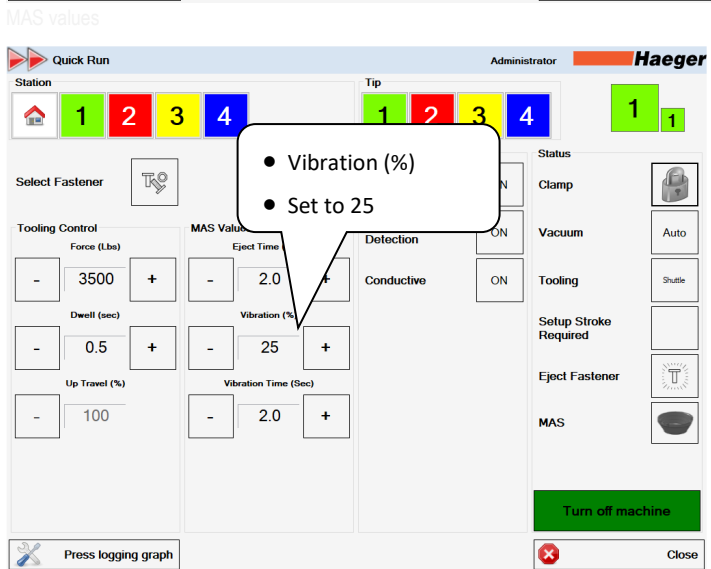 MAS values
Quick Run
Administrator
Haeger
Station
1 2 3 4
Tip
1 2 3 4
1
1
• Vibration (%)
• Set to 25
Select Fastener
Tooling Control
Force (Lbs)
- 3500 +
Dwell (sec)
- 0.5 +
Up Travel (%)
- 100
Eject Time
- 2.0 +
Vibration (%
- 25 +
Vibration Time (Sec)
- 2.0 +
Detection
ON
Conductive
ON
Status
Clamp
Vacuum
Auto
Tooling
Shuttle
Setup Stroke
Required
Eject Fastener
MAS
Turn off machine
Press logging graph
Close